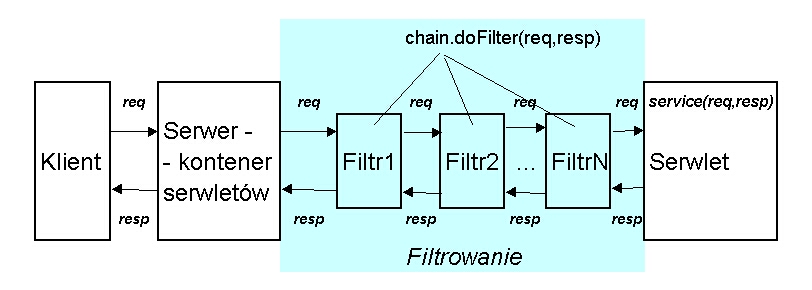 chain.doFilter(req,resp)
req
req
req
req
req
service(req,resp)
Klient
Serwer -
- kontener
serwletów
Filtr1
Filtr2
...
FiltrN
Serwlet
resp
resp
resp
resp
resp
Filtrowanie